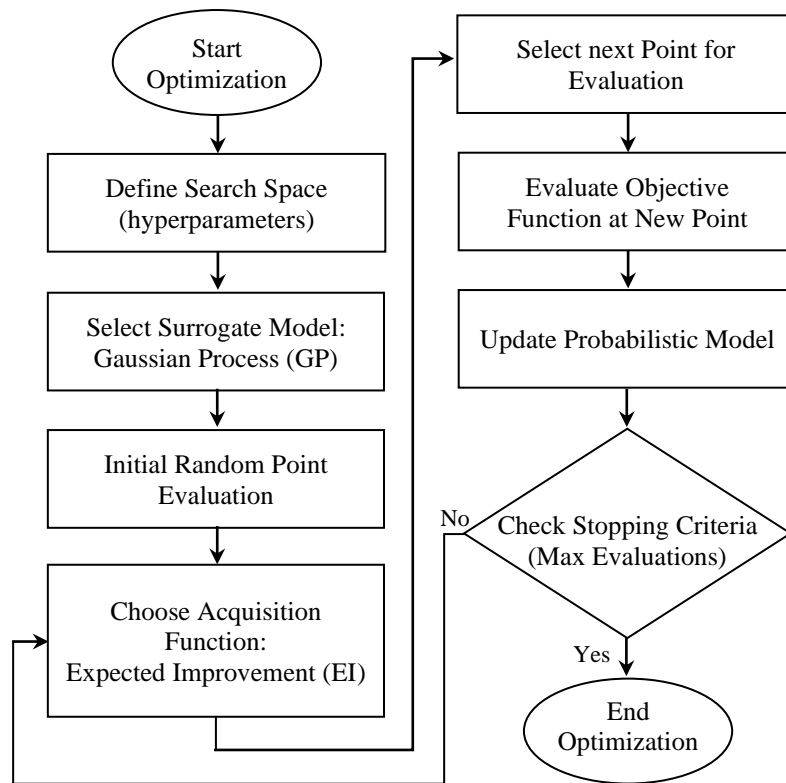 Start
Optimization
Define Search Space
(hyperparameters)
Select Surrogate Model:
Gaussian Process (GP)
Initial Random Point
Evaluation
Choose Acquisition
Function:
Expected Improvement (EI)
Select next Point for
Evaluation
Evaluate Objective
Function at New Point
Update Probabilistic Model
No
Check Stopping Criteria
(Max Evaluations)
Yes
End
Optimization